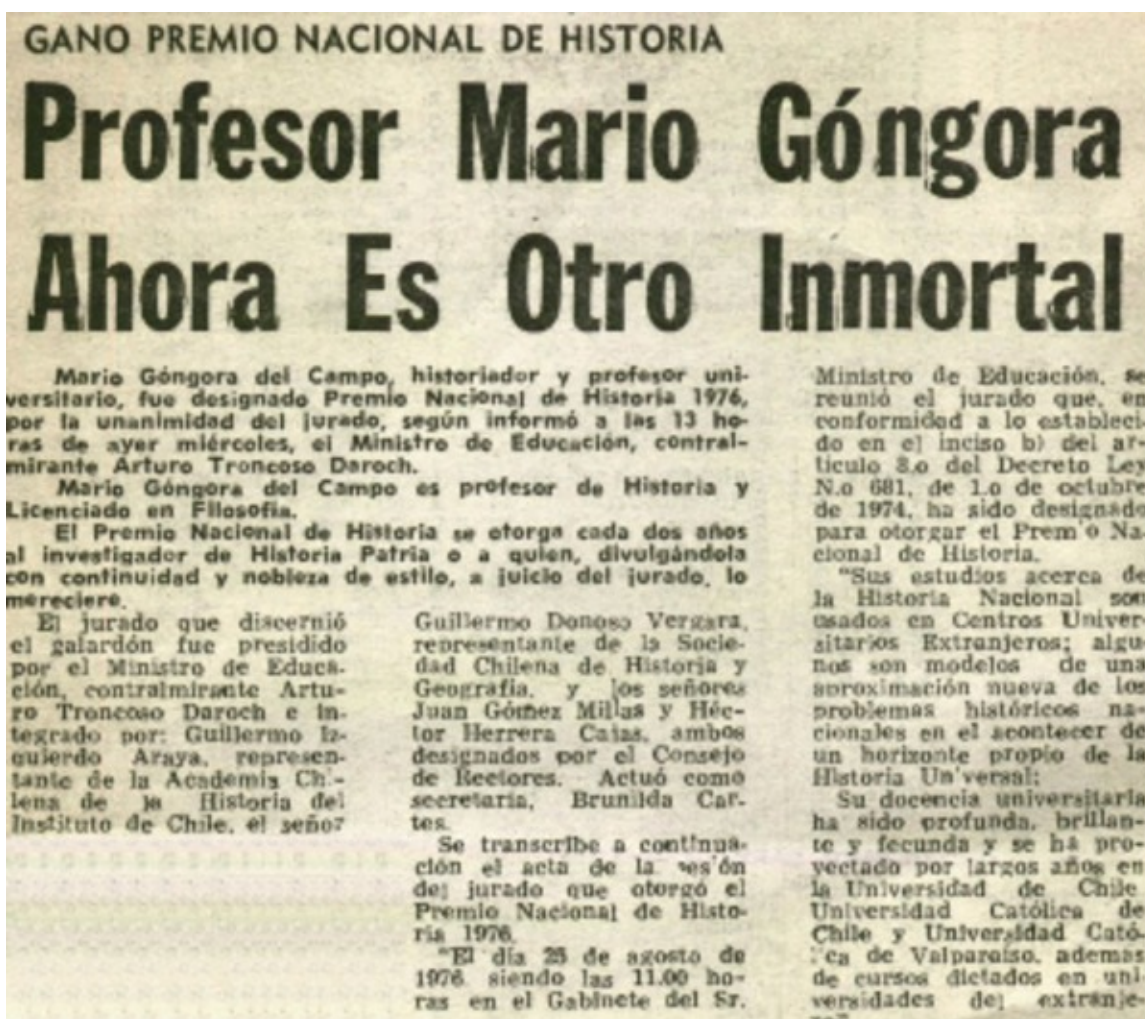 GANO PREMIO NACIONAL DE HISTORIA
Profesor Mario Góngora
Ahora Es Otro Inmortal
Mario Góngora del Campo, historiador y profesor uni-
versitario, fue designado Premio Nacional de Historia 1976,
por la unanimidad del jurado, según informó a las 13 ho-
ras de ayer miércoles, el Ministro de Educación, contral-
mirante Arturo Troncoso Daroch.
Mario Góngora del Campo es profesor de Historia y
Licenciado en Filosofía.
El Premio Nacional de Historia se otorga cada dos años
al investigador de Historia Patria o a quien, divulgándola
con continuidad y nobleza de estilo, a juicio del jurado, lo
mereciere.
El jurado que discernió
el galardón fue presidido
por el Ministro de Educa-
ción, contralmirante Artu-
ro Troncoso Daroch e in-
tegrado por: Guillermo Iz-
quierdo Araya, represen-
tante de la Academia Chi-
lena de la Historia del
Instituto de Chile, el señor
Guillermo Donoso Vergara,
representante de la Socie-
dad Chilena de Historia y
Geografía, y los señores
Juan Gómez Millas y Héc-
tor Herrera Cajas, ambos
designados por el Consejo
de Rectores. Actuó como
secretaria, Brunilda Car-
tes.
Se transcribe a continua-
ción el acta de la sesión
del jurado que otorgó el
Premio Nacional de Histo-
ria 1976.
"El día 25 de agosto de
1976 siendo las 11.00 ho-
ras en el Gabinete del Sr.
Ministro de Educación, se
reunió el jurado que, en
conformidad a lo estableci-
do en el inciso b) del ar-
tículo 8.o del Decreto Ley
N.o 681, de 1.o de octubre
de 1974, ha sido designado
para otorgar el Prem'o Na-
cional de Historia.
"Sus estudios acerca de
la Historia Nacional son
usados en Centros Univer-
sitarios Extranjeros; algu-
nos son modelos de una
aproximación nueva de los
problemas históricos na-
cionales en el acontecer de
un horizonte propio de la
Historia Un'versal;
Su docencia universitaria
ha sido profunda, brillan-
te y fecunda y se ha pro-
yectado por largos años en
la Universidad de Chile
Universidad Católica de
Chile y Universidad Cató-
l'ca de Valparaíso, además
de cursos dictados en uni-
versidades del extranje-